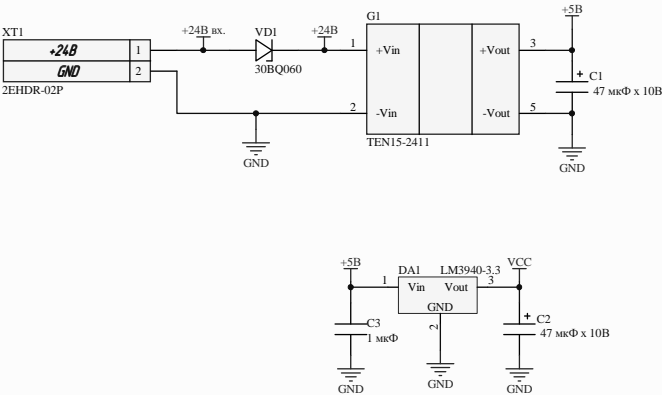 XT1
+24В
1
GND
2
2EHDR-02P
+24В вх.
VD1
30BQ060
+24В
G1
1
+Vin
+Vout
3
2
-Vin
-Vout
5
TEN15-2411
GND
+5В
+
C1
47 мкФ x 10В
GND
+5В
1
DA1
LM3940-3.3
Vin
Vout
3
VCC
GND
2
C3
1 мкФ
+
C2
47 мкФ x 10В
GND
GND
GND